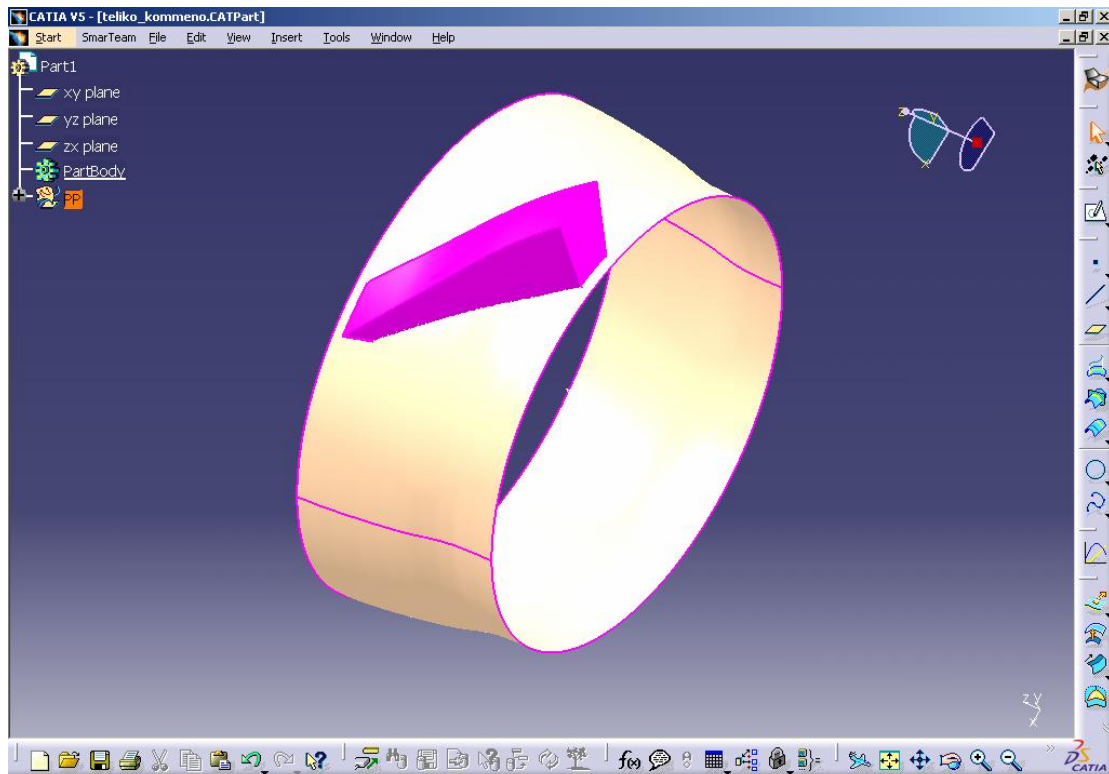 CATIA V5 - [teliko_kommeno.CATPart]
Start SmarTeam File Edit View Insert Tools Window Help
Part1
xy plane
yz plane
zx plane
PartBody
PP
z
y
x
z y
x
f(x)
CATIA